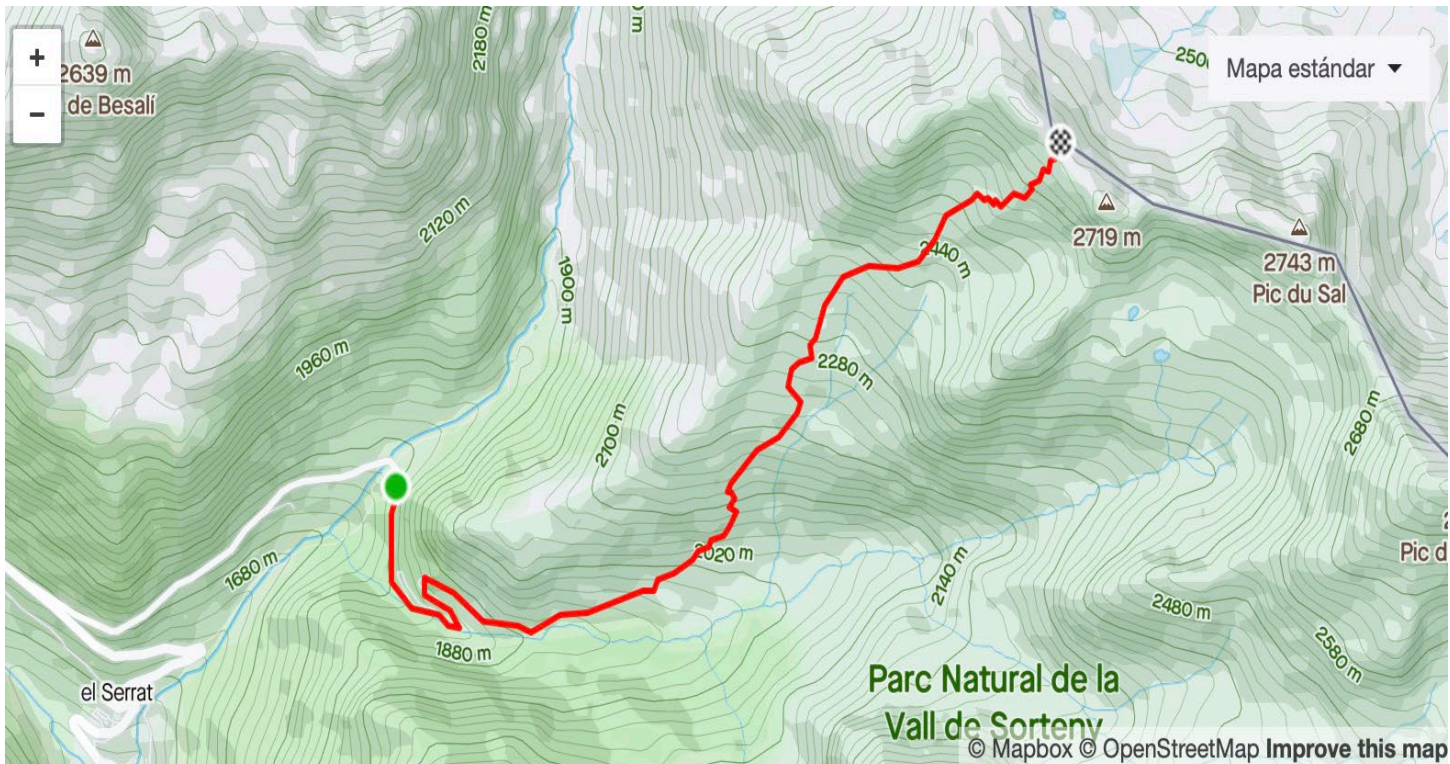 +
−
2639 m
de Besalí
2180 m
m
250
Mapa estándar
2120 m
1900 m
2719 m
2743 m
Pic du Sal
2440 m
1960 m
2280 m
2100 m
2680 m
1680 m
2020 m
2140 m
Pic d
2480 m
1880 m
2580 m
el Serrat
Parc Natural de la
Vall de Sorteny
© Mapbox © OpenStreetMap Improve this map